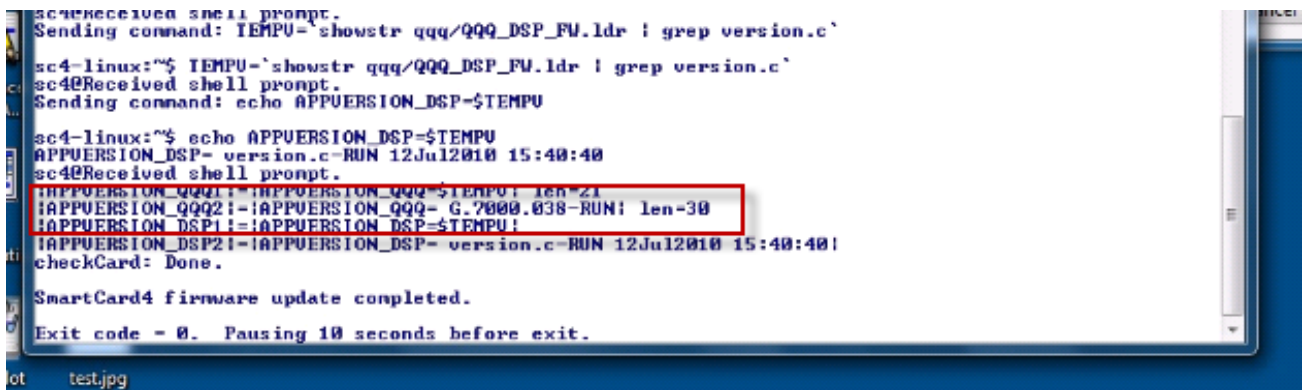 sc4@Received shell prompt.
Sending command: TEMPV=`showstr qqq/QQQ_DSP_FW.ldr | grep version.c`
sc4-linux:~$ TEMPV=`showstr qqq/QQQ_DSP_FW.ldr | grep version.c`
sc4@Received shell prompt.
Sending command: echo APPVERSION_DSP=$TEMPV
sc4-linux:~$ echo APPVERSION_DSP=$TEMPV
APPVERSION_DSP= version.c-RUN 12Jul2010 15:40:40
sc4@Received shell prompt.
|APPVERSION_QQQ1|=|APPVERSION_QQQ=$TEMPV| len=21
|APPVERSION_QQQ2|=|APPVERSION_QQQ= G.7000.038-RUN| len=30
|APPVERSION_DSP1|=|APPVERSION_DSP=$TEMPV|
|APPVERSION_DSP2|=|APPVERSION_DSP= version.c-RUN 12Jul2010 15:40:40|
checkCard: Done.
SmartCard4 firmware update completed.
Exit code = 0. Pausing 10 seconds before exit.
test.jpg